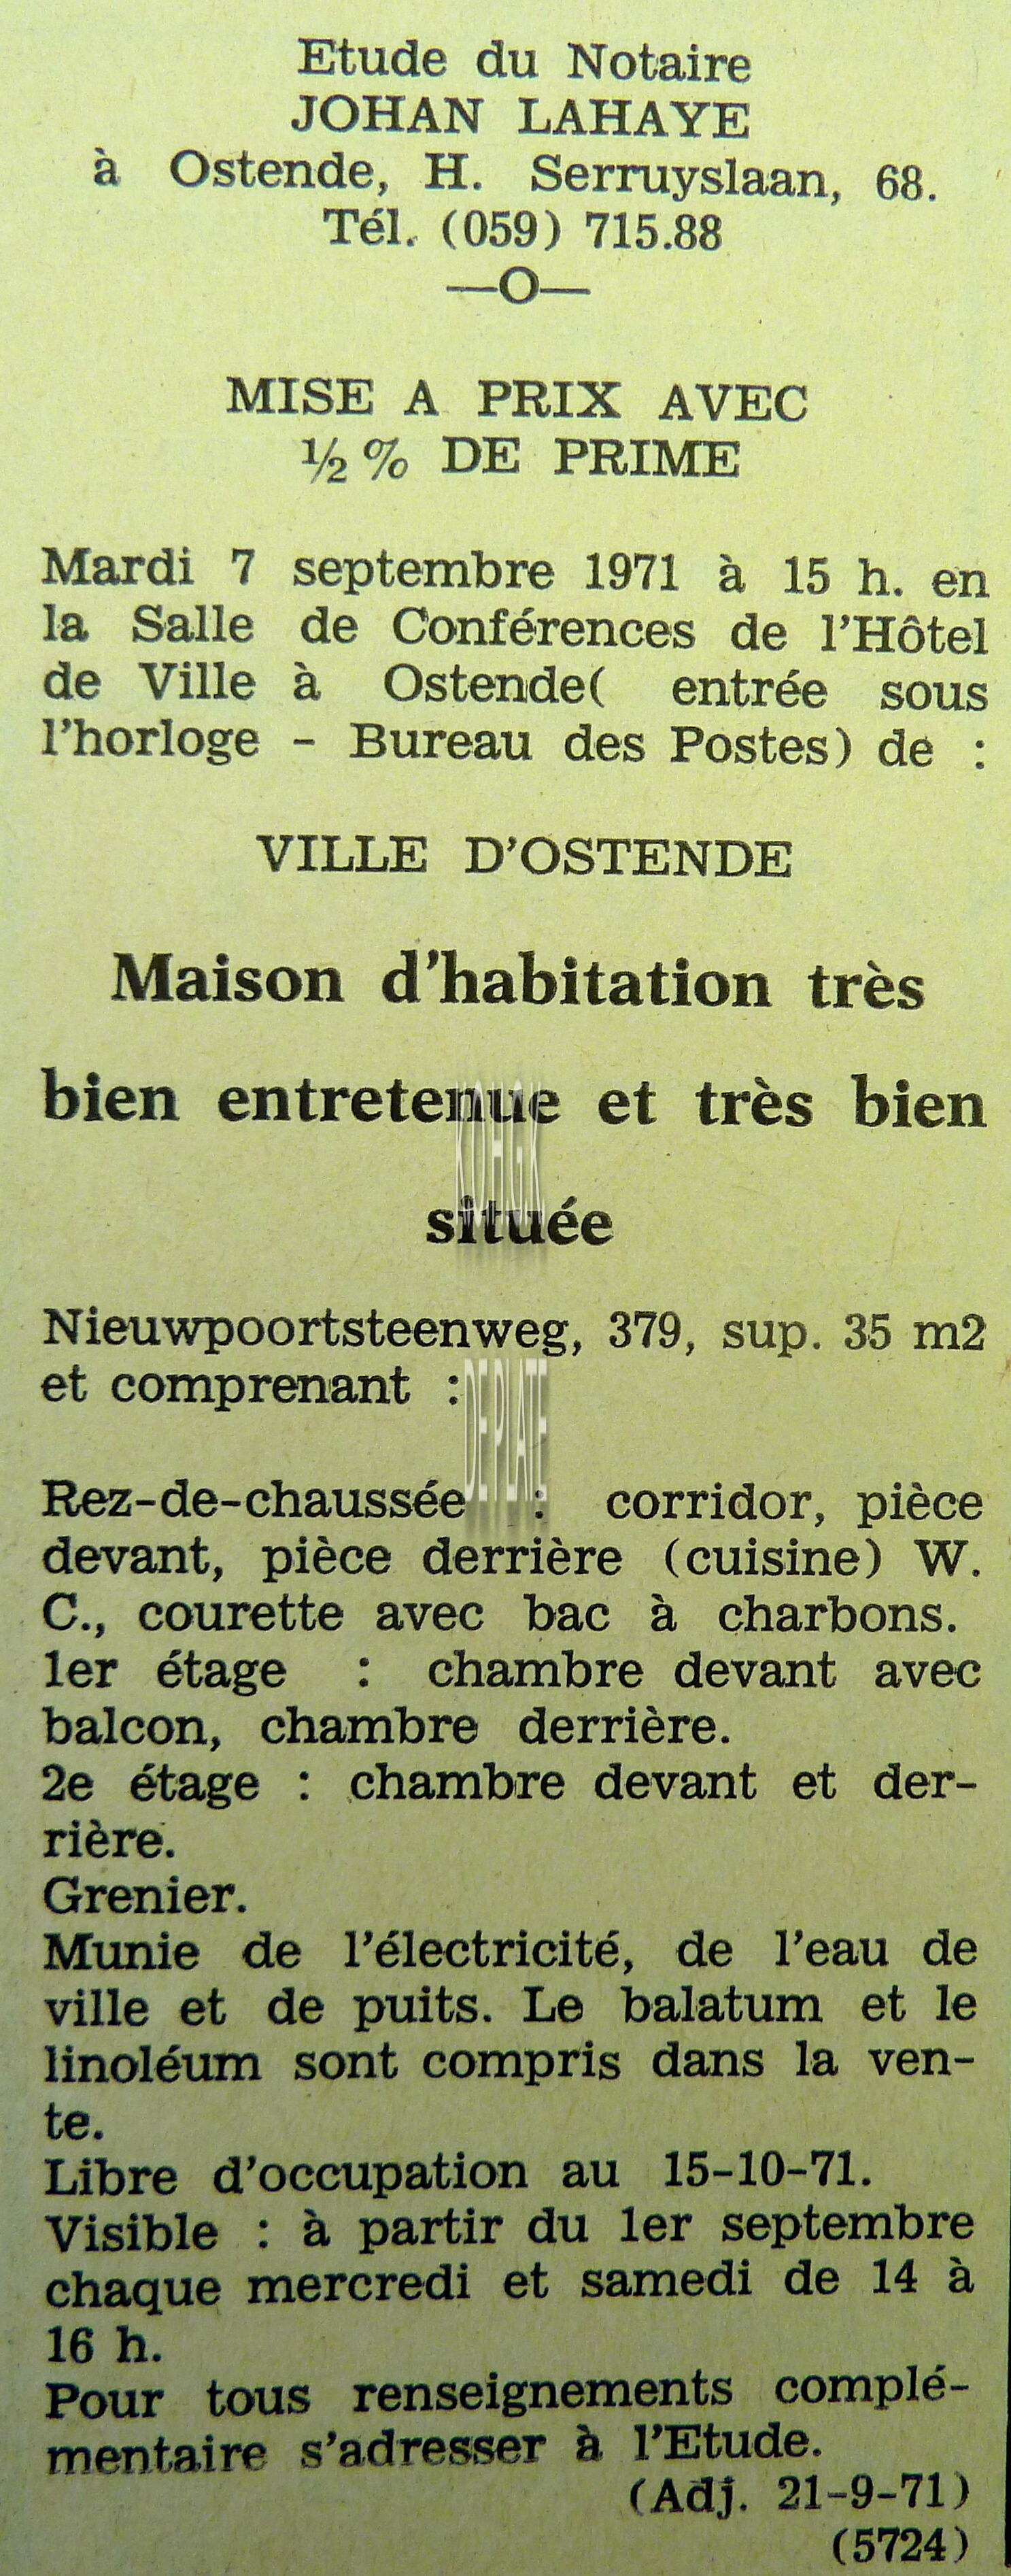 Etude du Notaire
JOHAN LAHAYE
à Ostende, H. Serruyslaan, 68.
Tél. (059) 715.88
—O—
MISE A PRIX AVEC
½ % DE PRIME
Mardi 7 septembre 1971 à 15 h. en
la Salle de Conférences de l'Hôtel
de Ville à Ostende( entrée sous
l'horloge - Bureau des Postes) de :
VILLE D'OSTENDE
Maison d'habitation très
bien entretenue et très bien
située
KOHGK
Nieuwpoortsteenweg, 379, sup. 35 m2
et comprenant :
DE PLATE
Rez-de-chaussée : corridor, pièce
devant, pièce derrière (cuisine) W.
C., courette avec bac à charbons.
1er étage : chambre devant avec
balcon, chambre derrière.
2e étage : chambre devant et der-
rière.
Grenier.
Munie de l'électricité, de l'eau de
ville et de puits. Le balatum et le
linoléum sont compris dans la ven-
te.
Libre d'occupation au 15-10-71.
Visible : à partir du 1er septembre
chaque mercredi et samedi de 14 à
16 h.
Pour tous renseignements complé-
mentaire s'adresser à l'Etude.
(Adj. 21-9-71)
(5724)